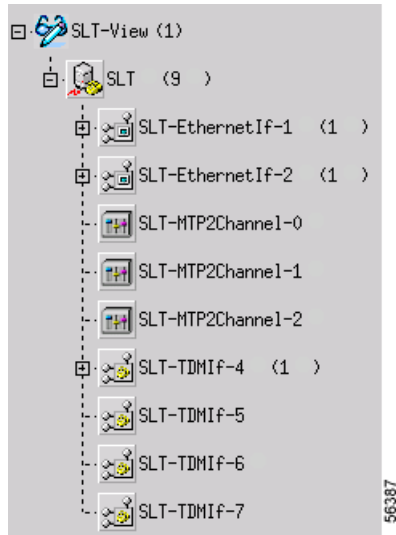 SLT-View (1)
SLT (9 )
SLT-EthernetIf-1 (1 )
SLT-EthernetIf-2 (1 )
SLT-MTP2Channel-0
SLT-MTP2Channel-1
SLT-MTP2Channel-2
SLT-TDMIf-4 (1 )
SLT-TDMIf-5
SLT-TDMIf-6
SLT-TDMIf-7
56387